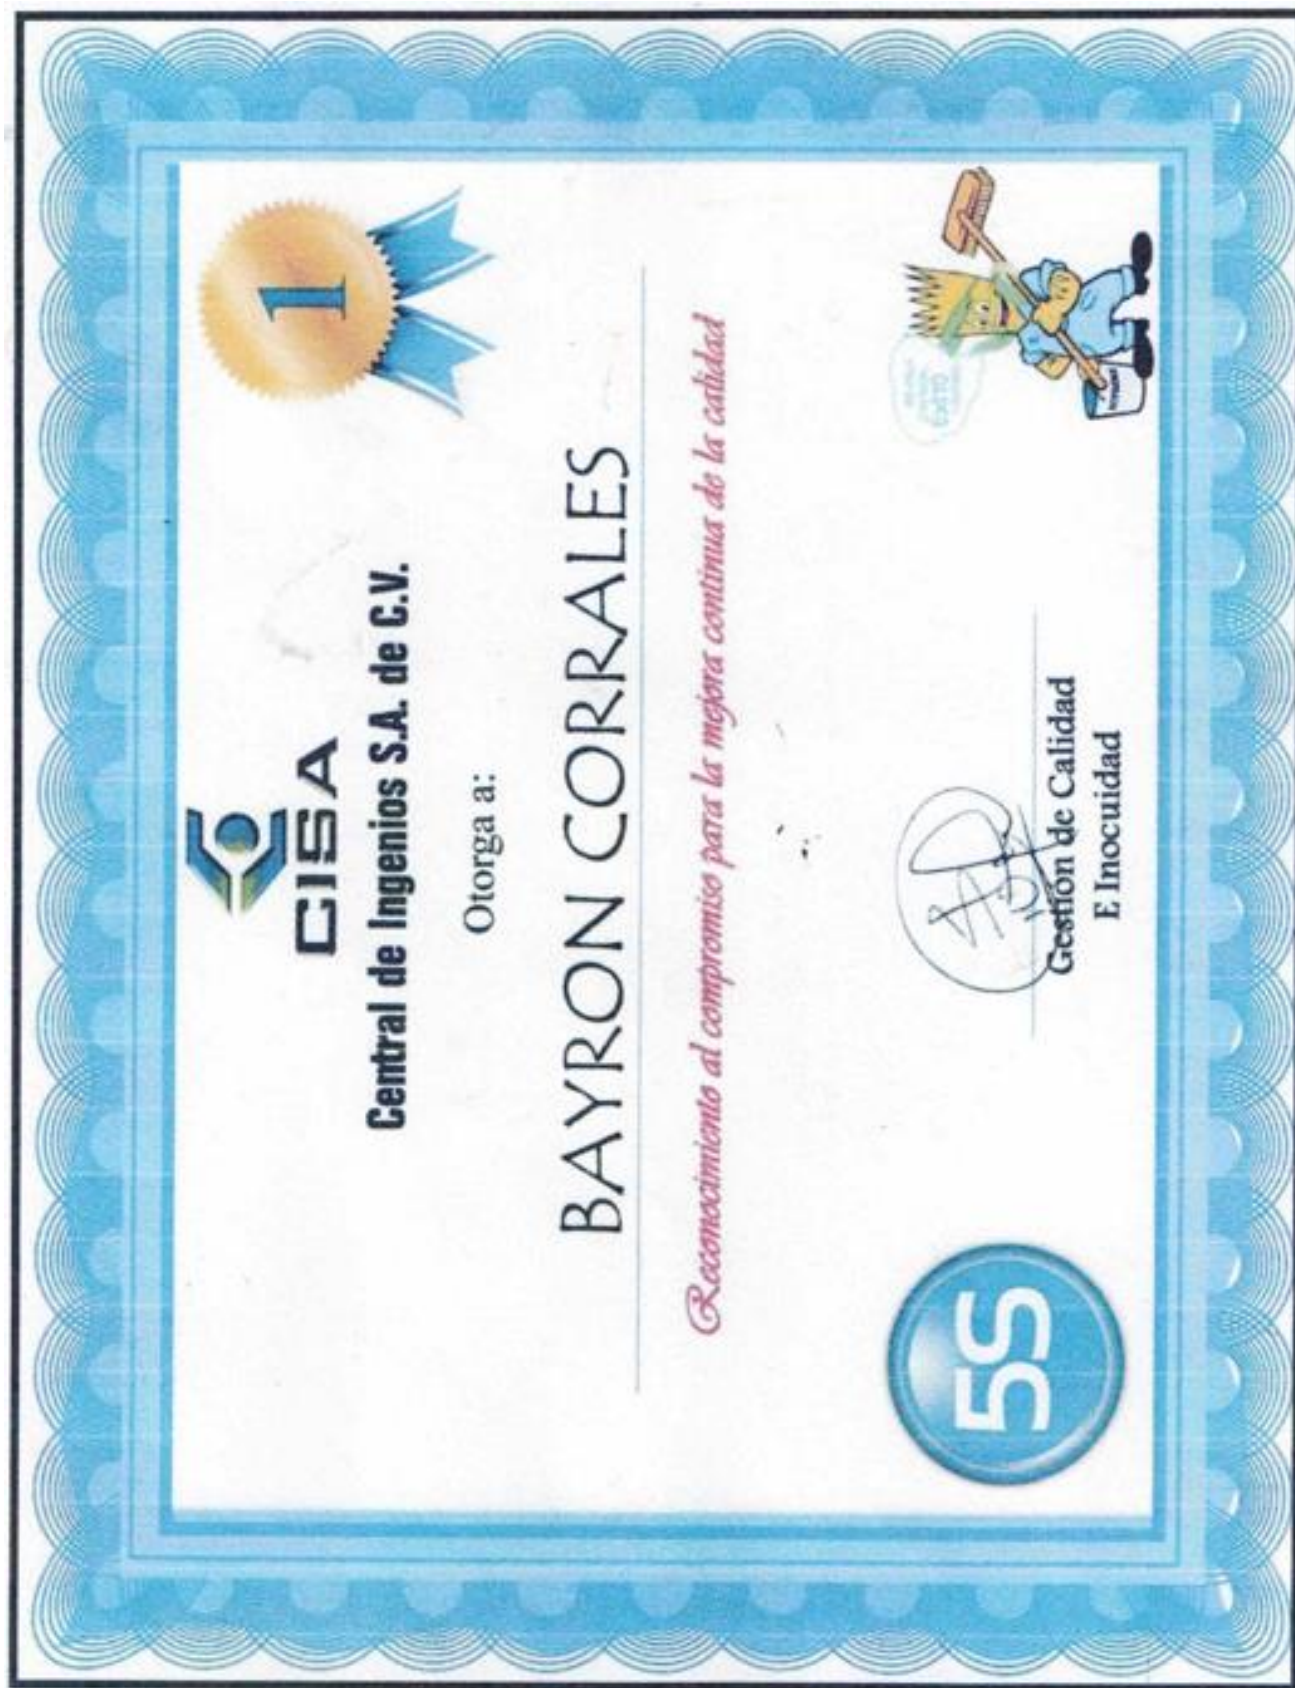 1
CISA
Central de Ingenios S.A. de C.V.
Otorga a:
BAYRON CORRALES
Reconocimiento al compromiso para la mejora continua de la calidad
5S
Gestión de Calidad
E Inocuidad
EXITO